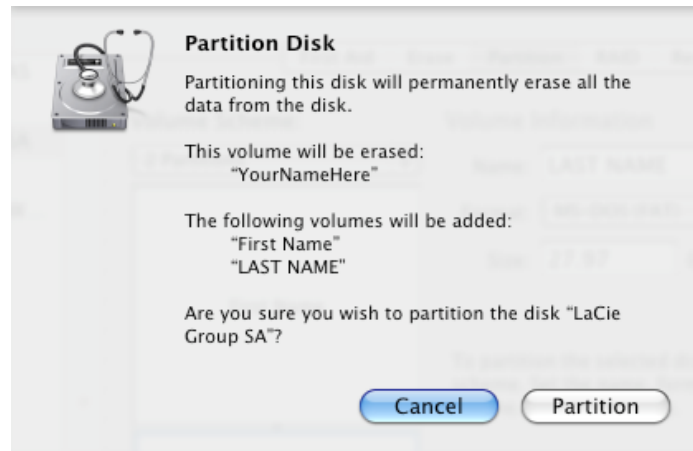 Partition Disk
Partitioning this disk will permanently erase all the
data from the disk.
This volume will be erased:
“YourNameHere”
The following volumes will be added:
“First Name”
“LAST NAME”
Are you sure you wish to partition the disk “LaCie
Group SA”?
Cancel
Partition